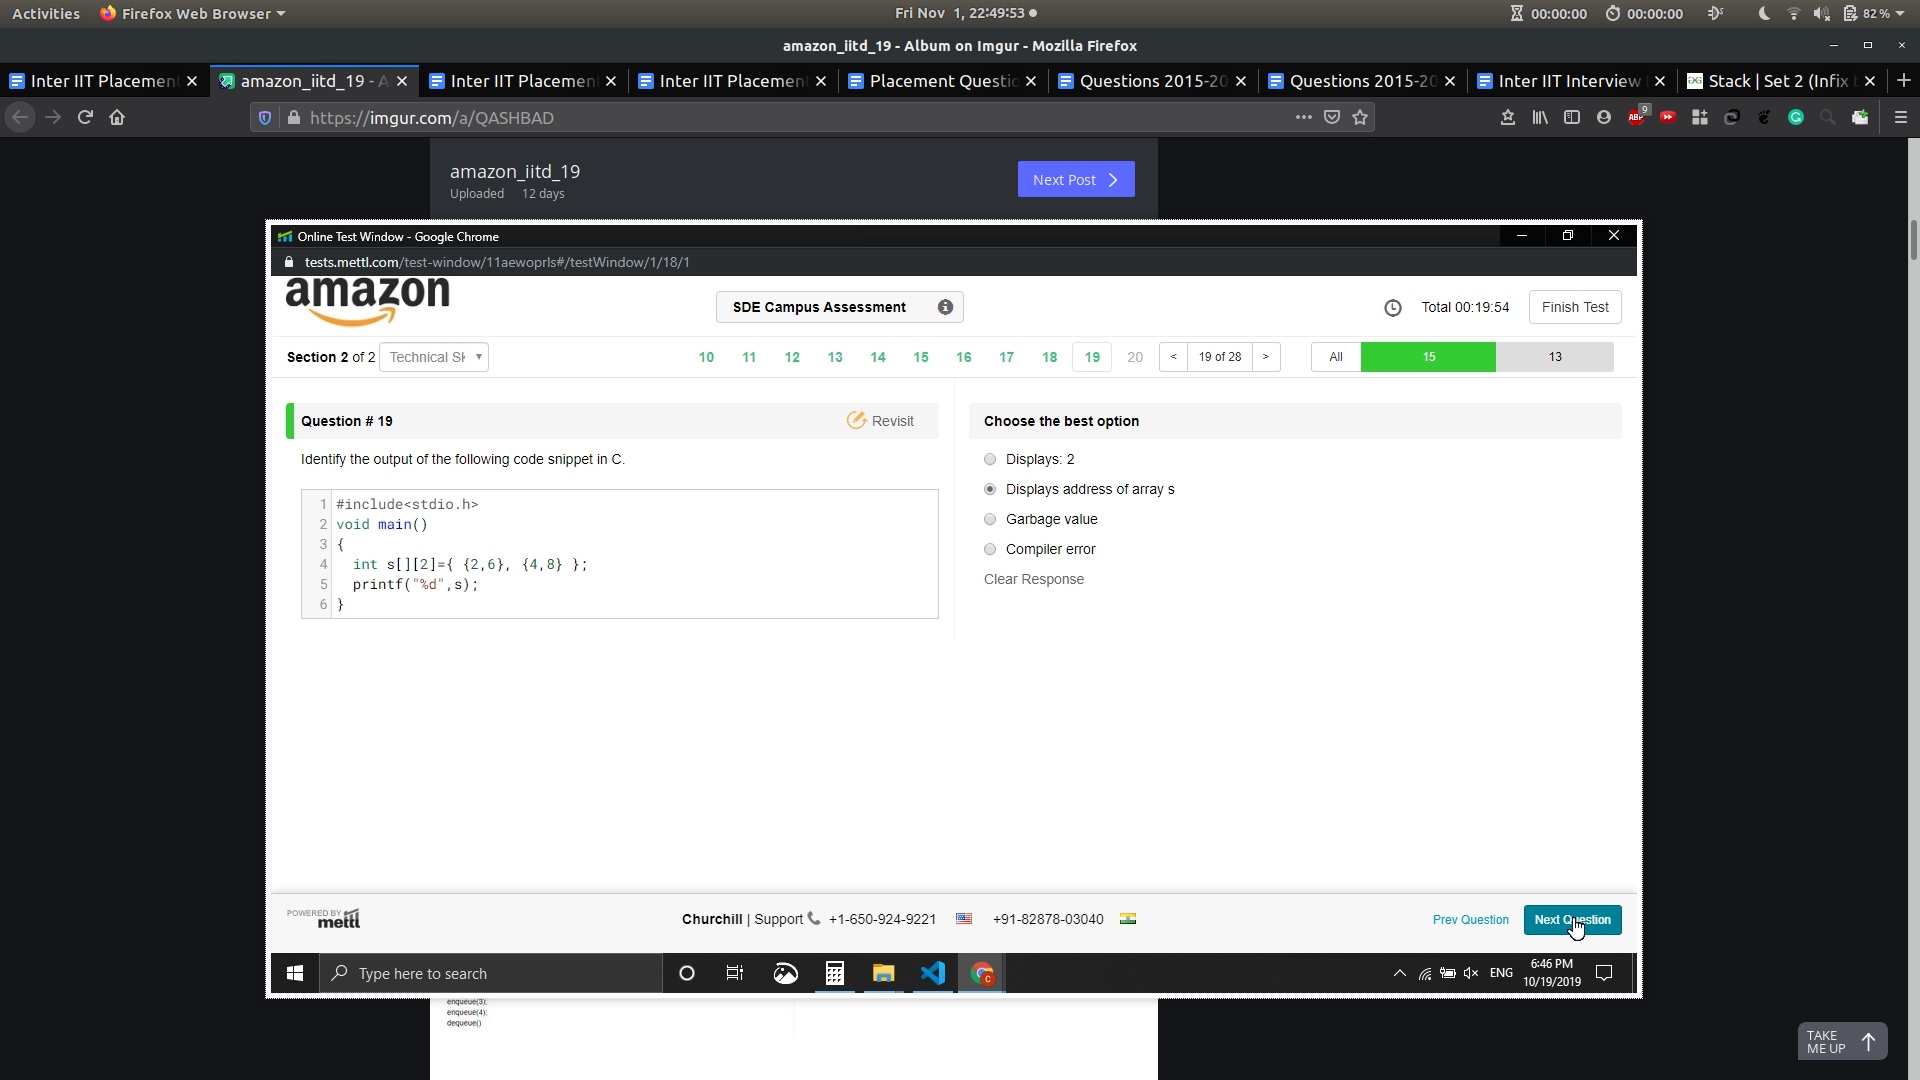 Activities Firefox Web Browser Fri Nov 1, 22:49:53 00:00:00 00:00:00 82%
amazon_iitd_19 - Album on Imgur - Mozilla Firefox
Inter IIT Placemen amazon_iitd_19 - A Inter IIT Placemen Inter IIT Placemen Placement Questio Questions 2015-20 Questions 2015-20 Inter IIT Interview Stack | Set 2 (Infix t
https://imgur.com/a/QASHBAD ABP 9
amazon_iitd_19
Uploaded 12 days
Next Post
Online Test Window - Google Chrome
tests.mettl.com/test-window/11aewoprls#/testWindow/1/18/1
amazon
SDE Campus Assessment
Total 00:19:54 Finish Test
Section 2 of 2 Technical Sk 10 11 12 13 14 15 16 17 18 19 20 < 19 of 28 > All 15 13
Question # 19 Revisit
Identify the output of the following code snippet in C.
1 #include<stdio.h>
2 void main()
3 {
4 int s[][2]={ {2,6}, {4,8} };
5 printf("%d",s);
6 }
Choose the best option
Displays: 2
Displays address of array s
Garbage value
Compiler error
Clear Response
POWERED BY
mettl
Churchill | Support +1-650-924-9221 +91-82878-03040
Prev Question Next Question
Type here to search
ENG 6:46 PM
10/19/2019
enqueue(3);
enqueue(4);
dequeue()
TAKE
ME UP